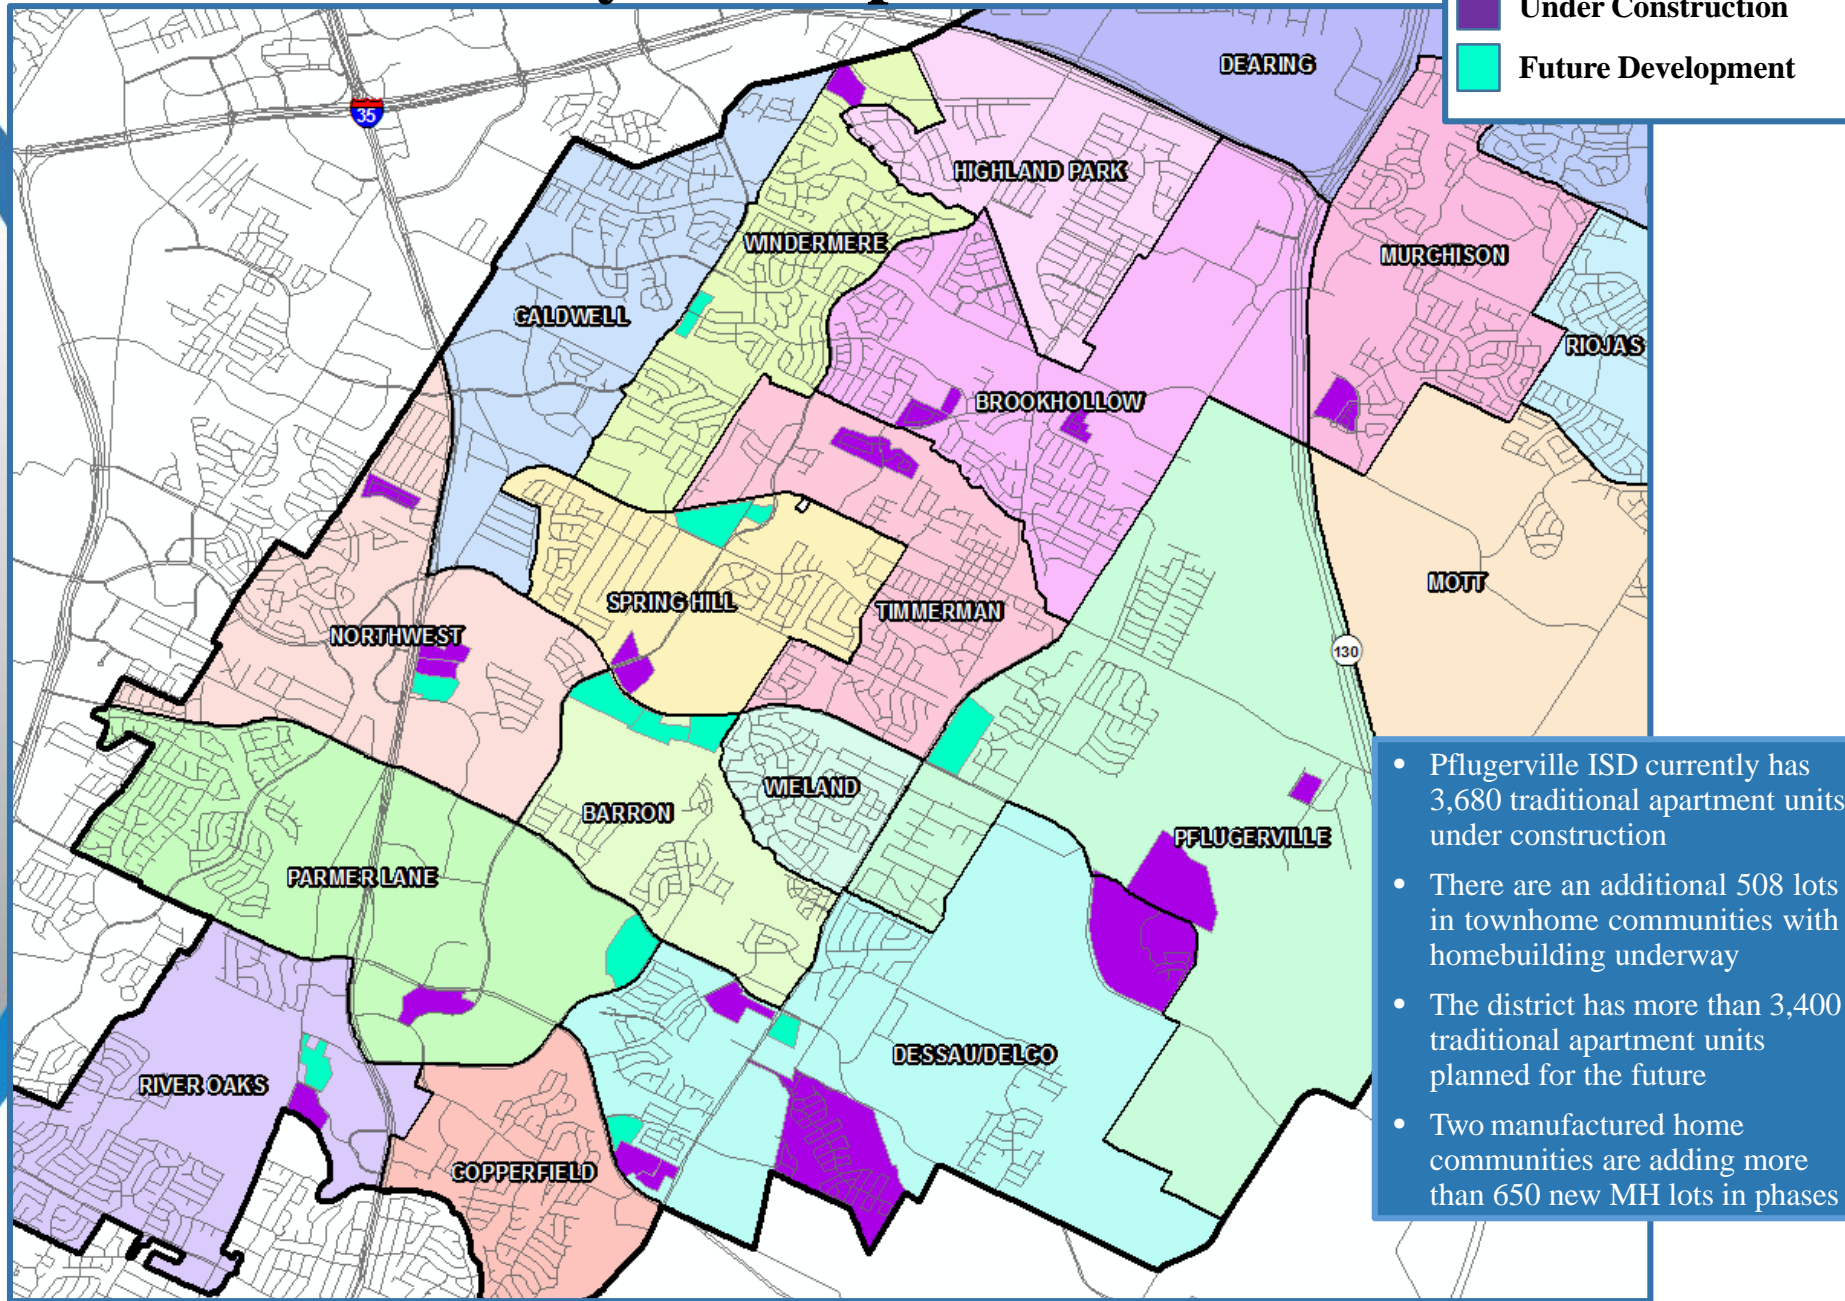 Under Construction
Future Development
DEARING
35
HIGHLAND PARK
WINDERMERE
MURCHISON
CALDWELL
RIOJAS
BROOKHOLLOW
MOTT
SPRING HILL
TIMMERMAN
NORTHWEST
130
WIELAND
BARRON
PFLUGERVILLE
PARMER LANE
DESSAU/DELCO
RIVER OAKS
COPPERFIELD
• Pflugerville ISD currently has
3,680 traditional apartment units
under construction
• There are an additional 508 lots
in townhome communities with
homebuilding underway
• The district has more than 3,400
traditional apartment units
planned for the future
• Two manufactured home
communities are adding more
than 650 new MH lots in phases